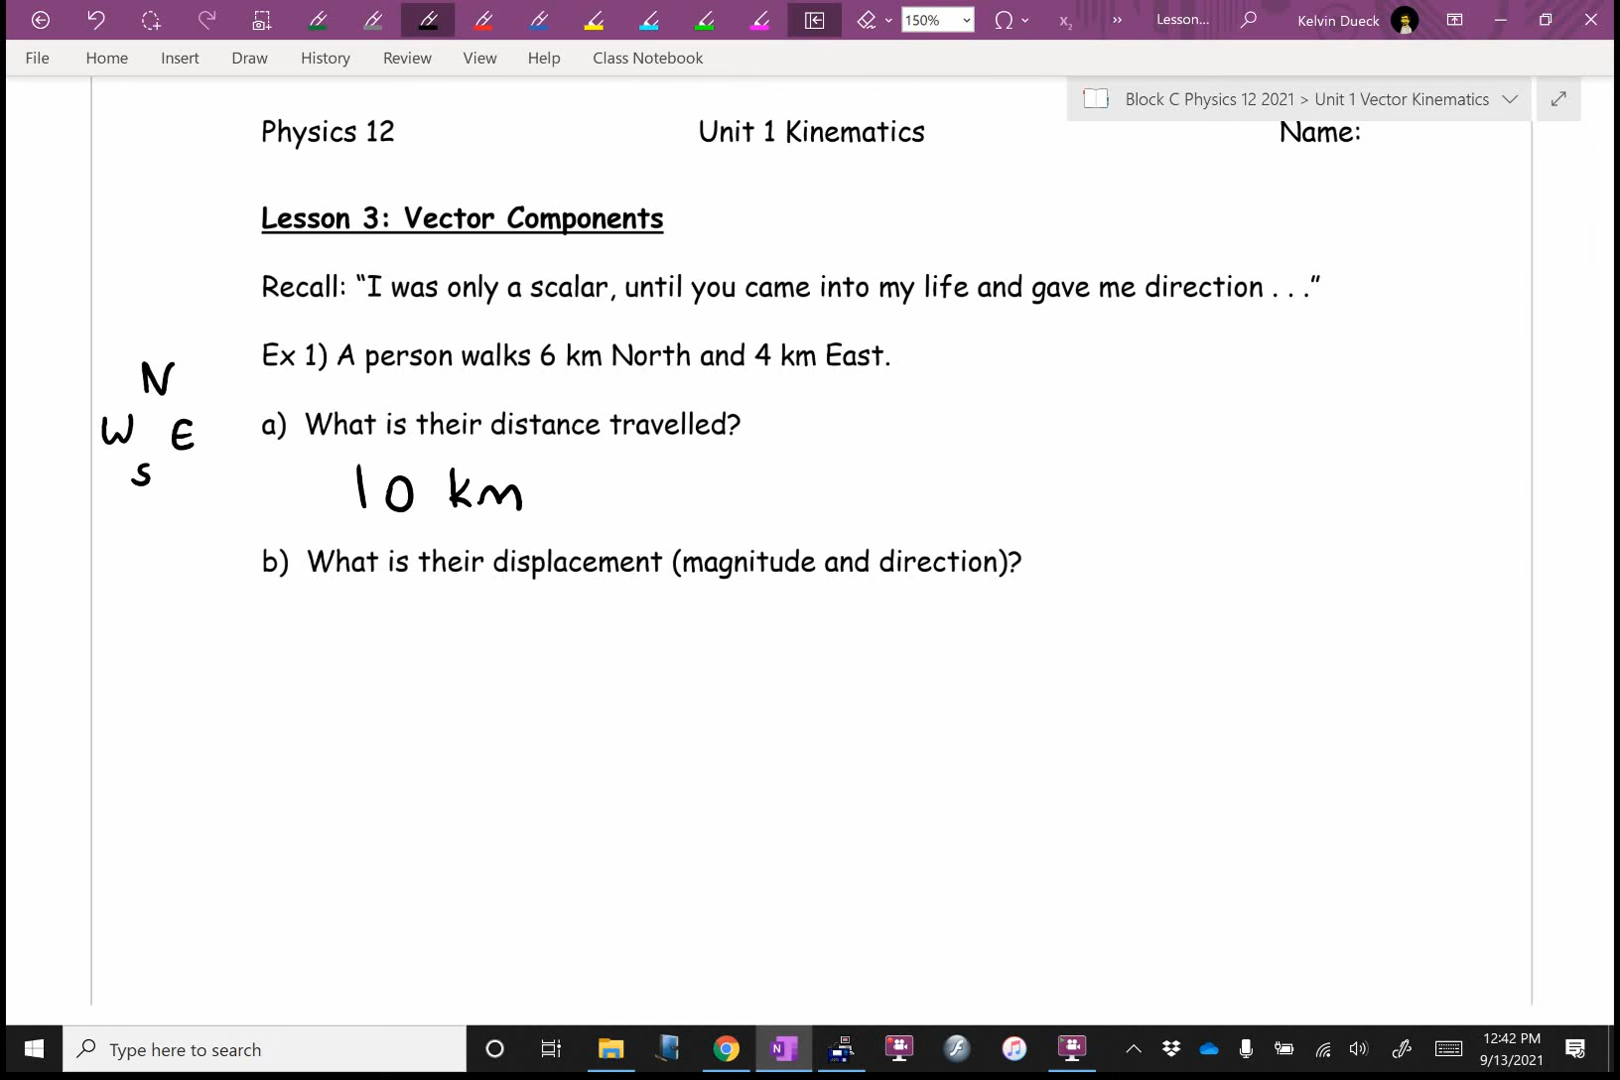 150% Lesson... Kelvin Dueck
File Home Insert Draw History Review View Help Class Notebook
Block C Physics 12 2021 > Unit 1 Vector Kinematics
Physics 12 Unit 1 Kinematics Name:
Lesson 3: Vector Components
Recall: “I was only a scalar, until you came into my life and gave me direction . . .”
Ex 1) A person walks 6 km North and 4 km East.
N
W E
S
a) What is their distance travelled?
10 km
b) What is their displacement (magnitude and direction)?
Type here to search
12:42 PM
9/13/2021